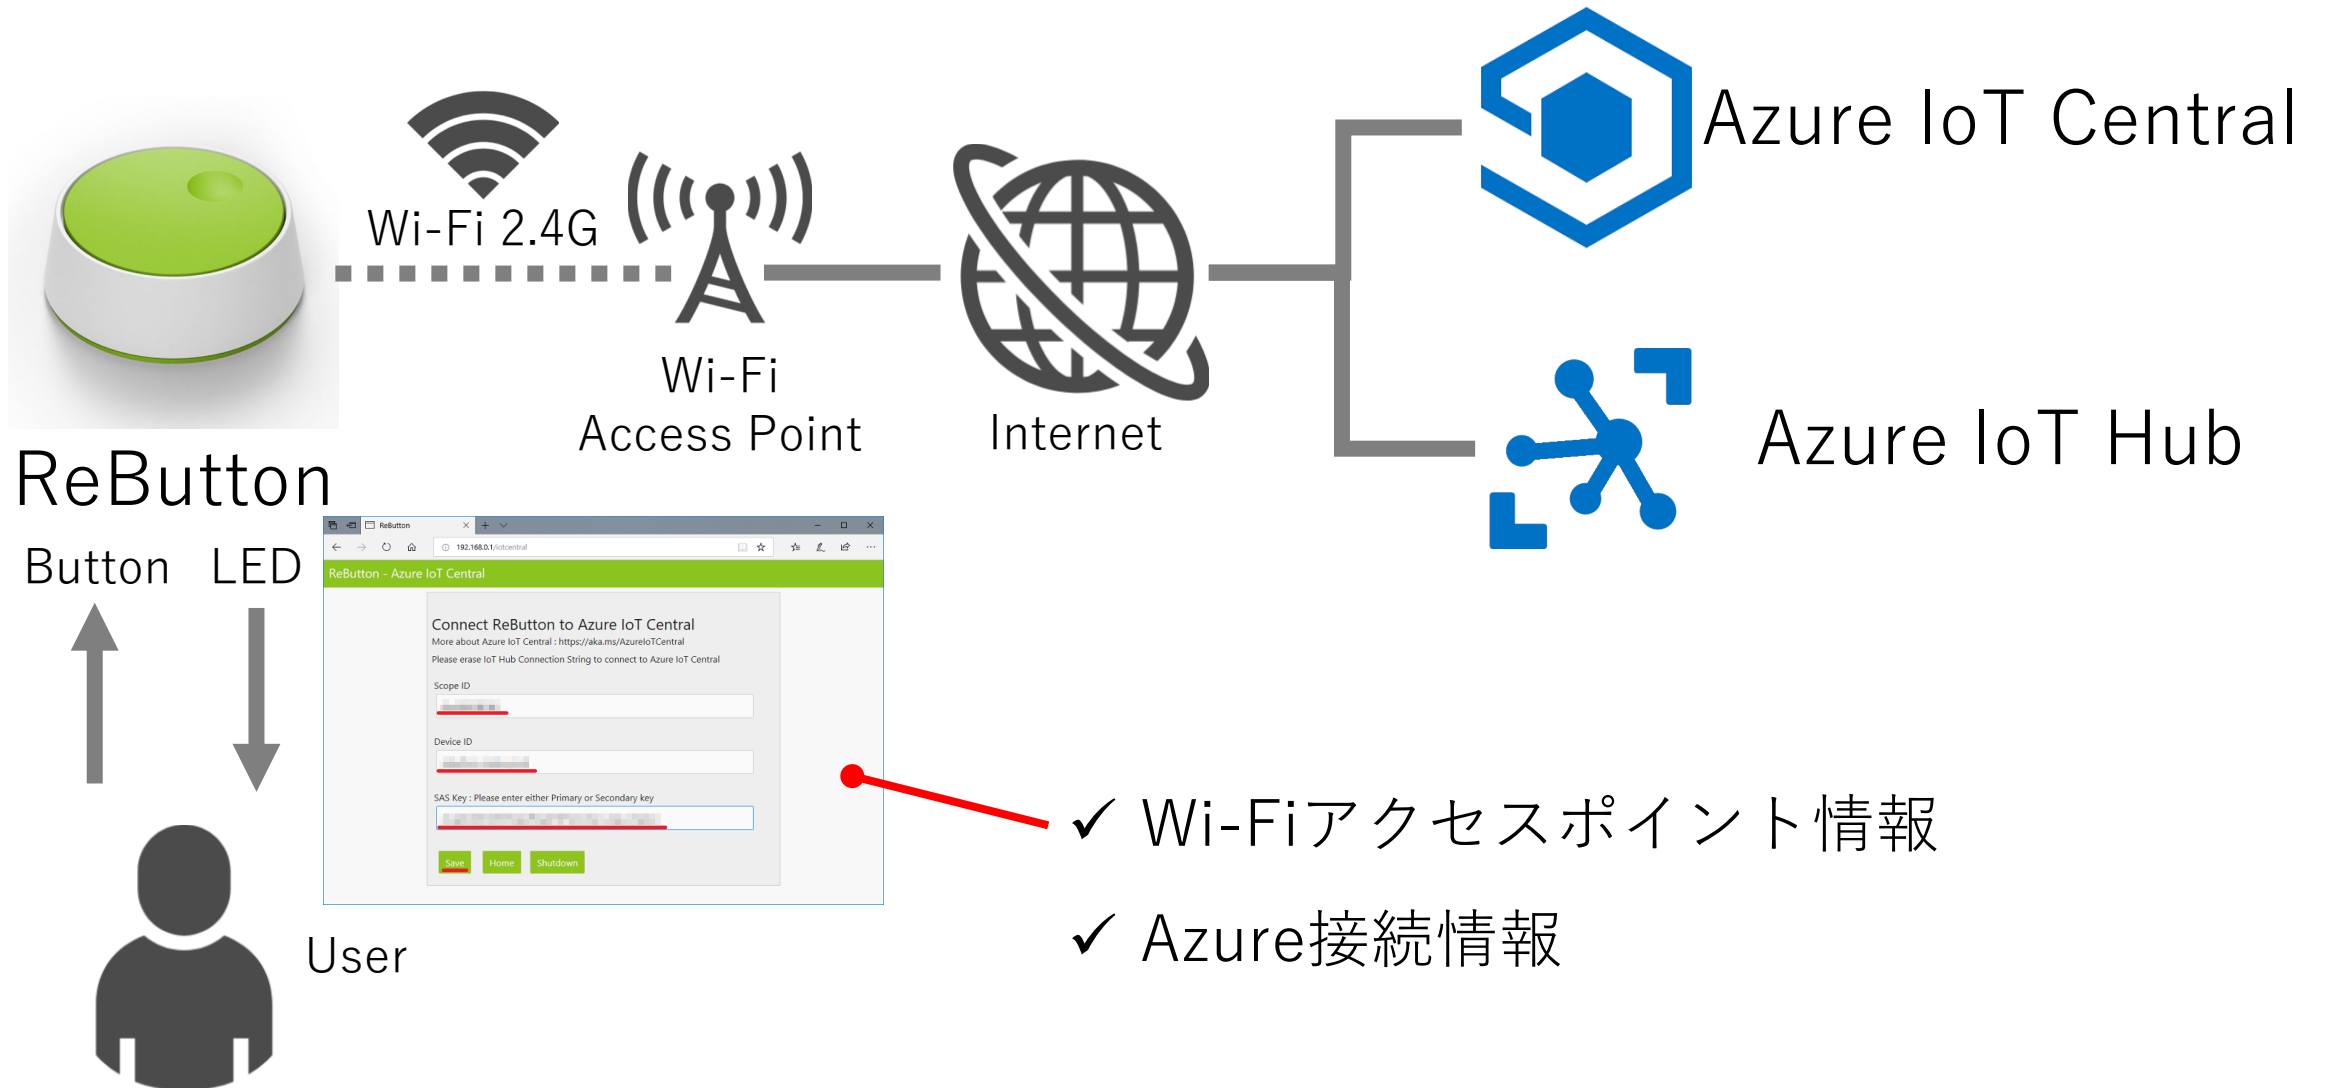 Azure IoT Central
Wi-Fi 2.4G
Wi-Fi
Access Point
Internet
Azure IoT Hub
ReButton
Button
LED
User
ReButton
192.168.0.1/iotcentral
ReButton - Azure IoT Central
Connect ReButton to Azure IoT Central
More about Azure IoT Central : https://aka.ms/AzureIoTCentral
Please erase IoT Hub Connection String to connect to Azure IoT Central
Scope ID
Device ID
SAS Key : Please enter either Primary or Secondary key
Save
Home
Shutdown
✓ Wi-Fiアクセスポイント情報
✓ Azure接続情報